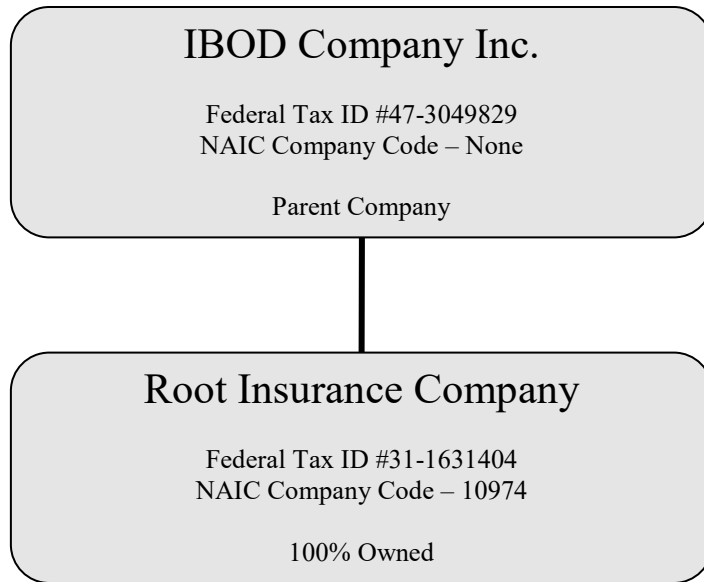 IBOD Company Inc.
Federal Tax ID #47-3049829
NAIC Company Code – None
Parent Company
Root Insurance Company
Federal Tax ID #31-1631404
NAIC Company Code – 10974
100% Owned